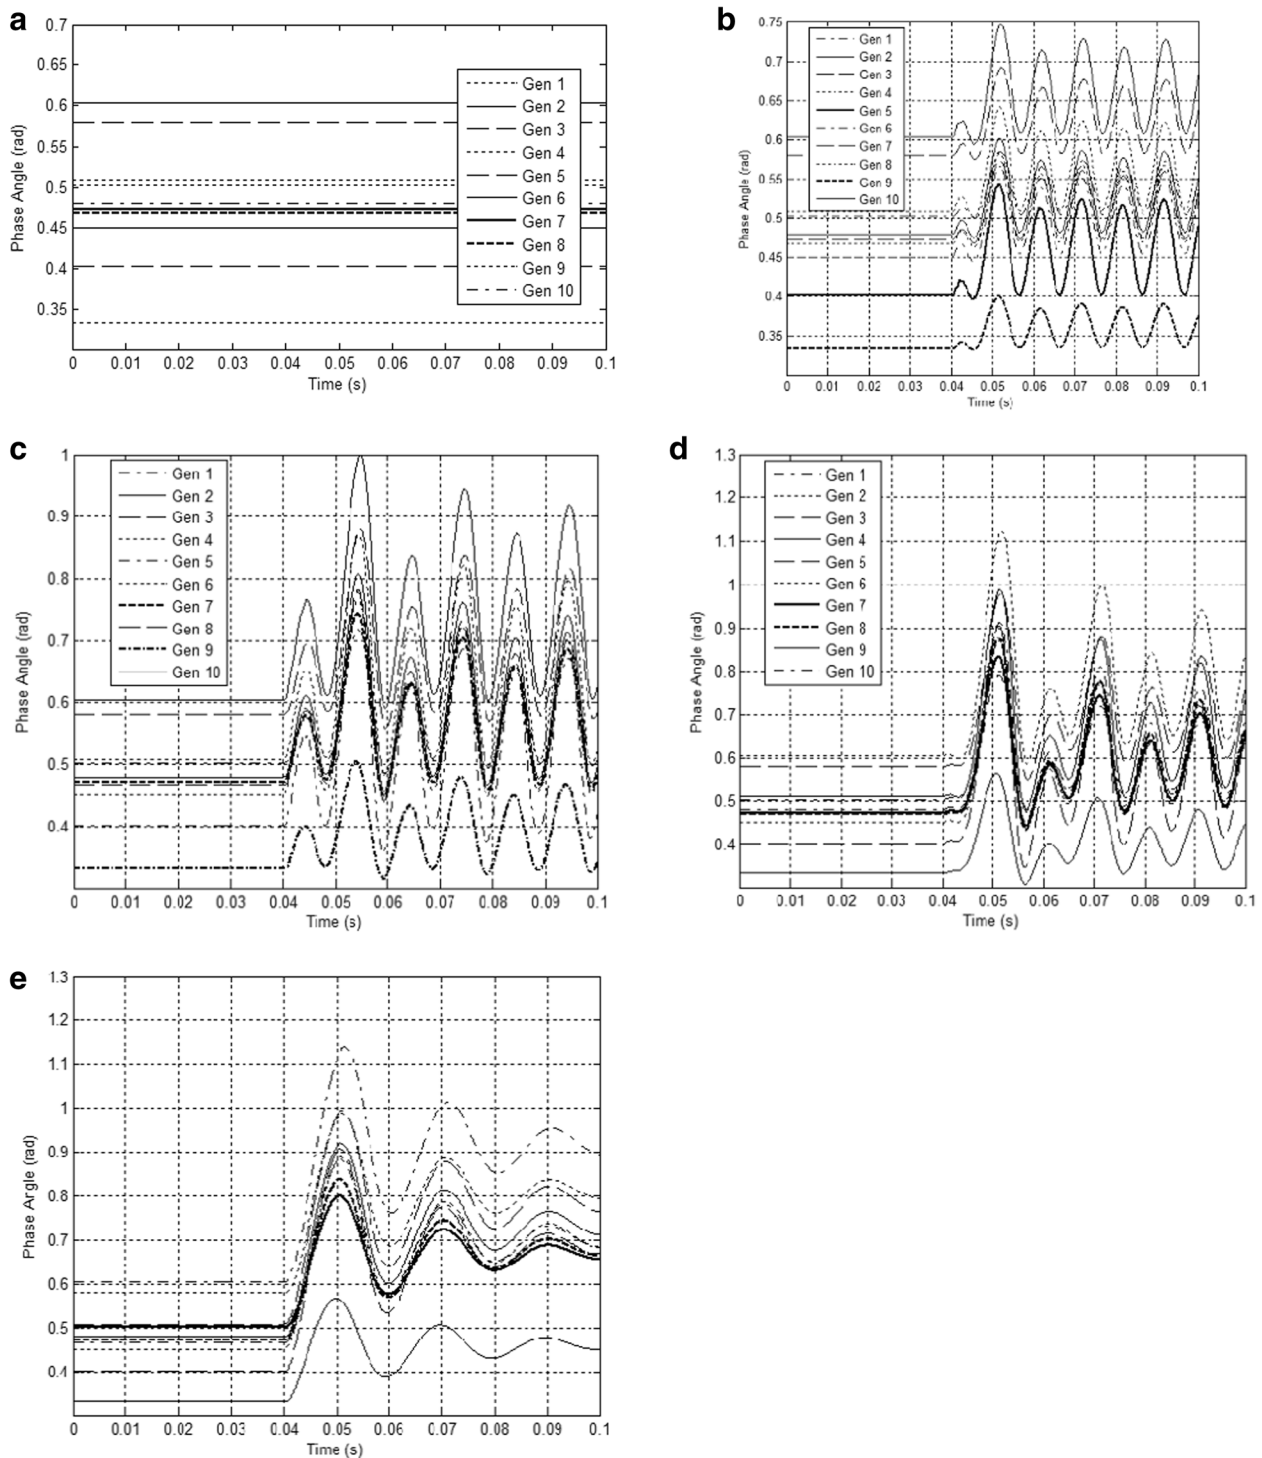 a
0.7
0.65
0.6
0.55
0.5
0.45
0.4
0.35
Phase Angle (rad)
0 0.01 0.02 0.03 0.04 0.05 0.06 0.07 0.08 0.09 0.1
Time (s)
Gen 1
Gen 2
Gen 3
Gen 4
Gen 5
Gen 6
Gen 7
Gen 8
Gen 9
Gen 10
b
0.75
0.7
0.65
0.6
0.55
0.5
0.45
0.4
0.35
Phase Angle (rad)
0 0.01 0.02 0.03 0.04 0.05 0.06 0.07 0.08 0.09 0.1
Time (s)
Gen 1
Gen 2
Gen 3
Gen 4
Gen 5
Gen 6
Gen 7
Gen 8
Gen 9
Gen 10
c
1
0.9
0.8
0.7
0.6
0.5
0.4
Phase Angle (rad)
0 0.01 0.02 0.03 0.04 0.05 0.06 0.07 0.08 0.09 0.1
Time (s)
Gen 1
Gen 2
Gen 3
Gen 4
Gen 5
Gen 6
Gen 7
Gen 8
Gen 9
Gen 10
d
1.3
1.2
1.1
1
0.9
0.8
0.7
0.6
0.5
0.4
Phase Angle (rad)
0 0.01 0.02 0.03 0.04 0.05 0.06 0.07 0.08 0.09 0.1
Time (s)
Gen 1
Gen 2
Gen 3
Gen 4
Gen 5
Gen 6
Gen 7
Gen 8
Gen 9
Gen 10
e
1.3
1.2
1.1
1
0.9
0.8
0.7
0.6
0.5
0.4
Phase Angle (rad)
0 0.01 0.02 0.03 0.04 0.05 0.06 0.07 0.08 0.09 0.1
Time (s)